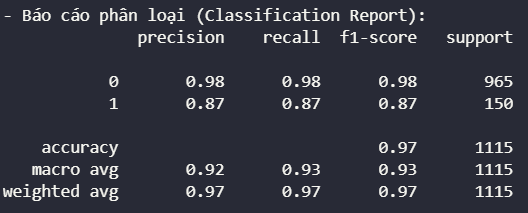 - Báo cáo phân loại (Classification Report):
precision recall f1-score support
0 0.98 0.98 0.98 965
1 0.87 0.87 0.87 150
accuracy 0.97 1115
macro avg 0.92 0.93 0.93 1115
weighted avg 0.97 0.97 0.97 1115